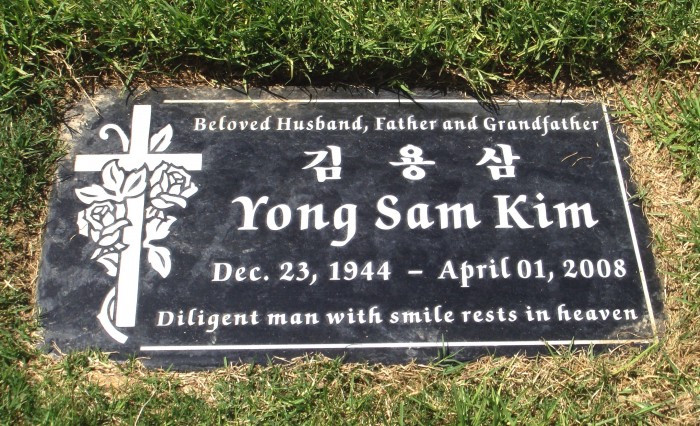 Beloved Husband, Father and Grandfather
김 용 삼
Yong Sam Kim
Dec. 23, 1944 – April 01, 2008
Diligent man with smile rests in heaven